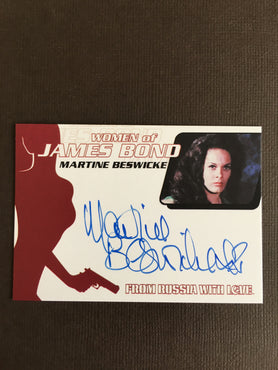 WOMEN of
JAMES BOND
MARTINE BESWICKE
Martine
Beswicke
FROM RUSSIA WITH LOVE